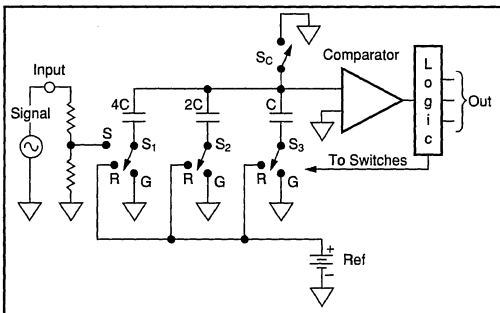 Sc
Comparator
Input
Signal
4C
2C
C
L
o
g
i
c
Out
S
S1
S2
S3
To Switches
R
G
R
G
R
G
+
Ref
−